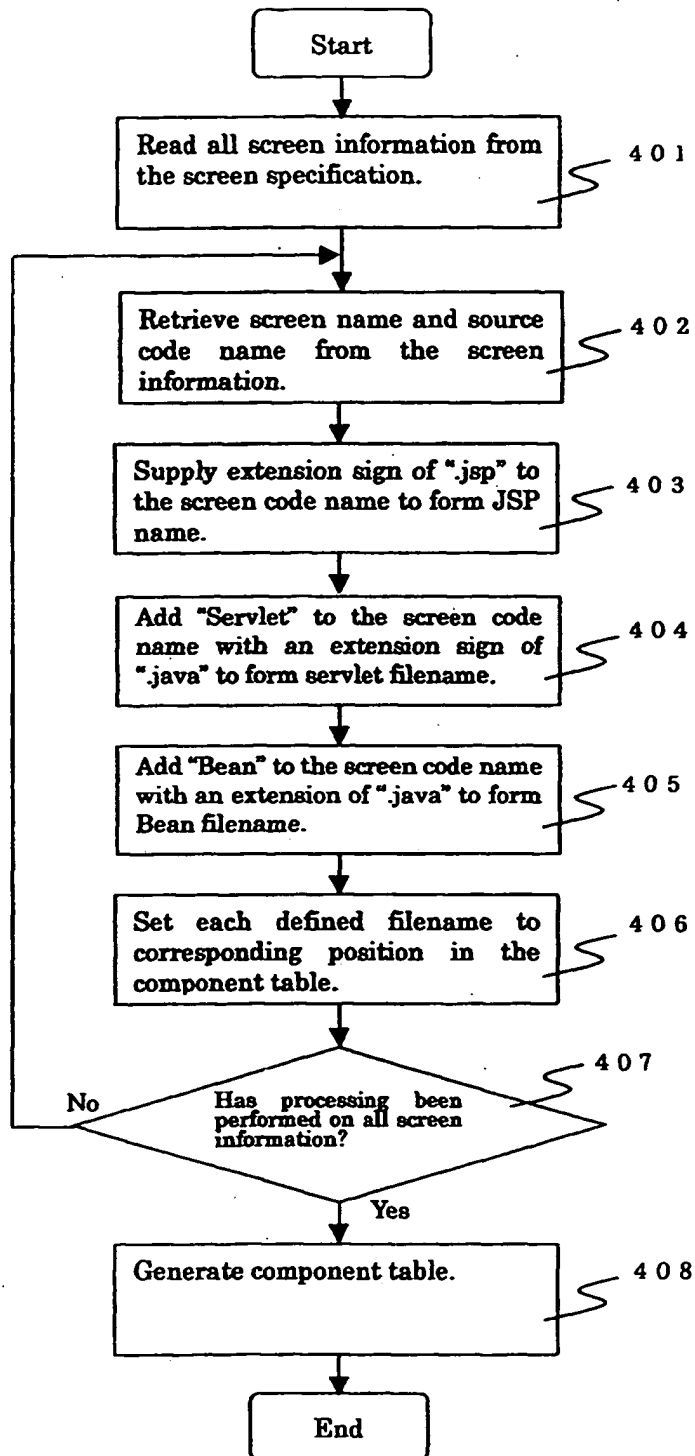 Start
Read all screen information from
the screen specification.
401
Retrieve screen name and source
code name from the screen
information.
402
Supply extension sign of ".jsp" to
the screen code name to form JSP
name.
403
Add "Servlet" to the screen code
name with an extension sign of
".java" to form servlet filename.
404
Add "Bean" to the screen code name
with an extension of ".java" to form
Bean filename.
405
Set each defined filename to
corresponding position in the
component table.
406
407
No
Has processing been
performed on all screen
information?
Yes
Generate component table.
408
End